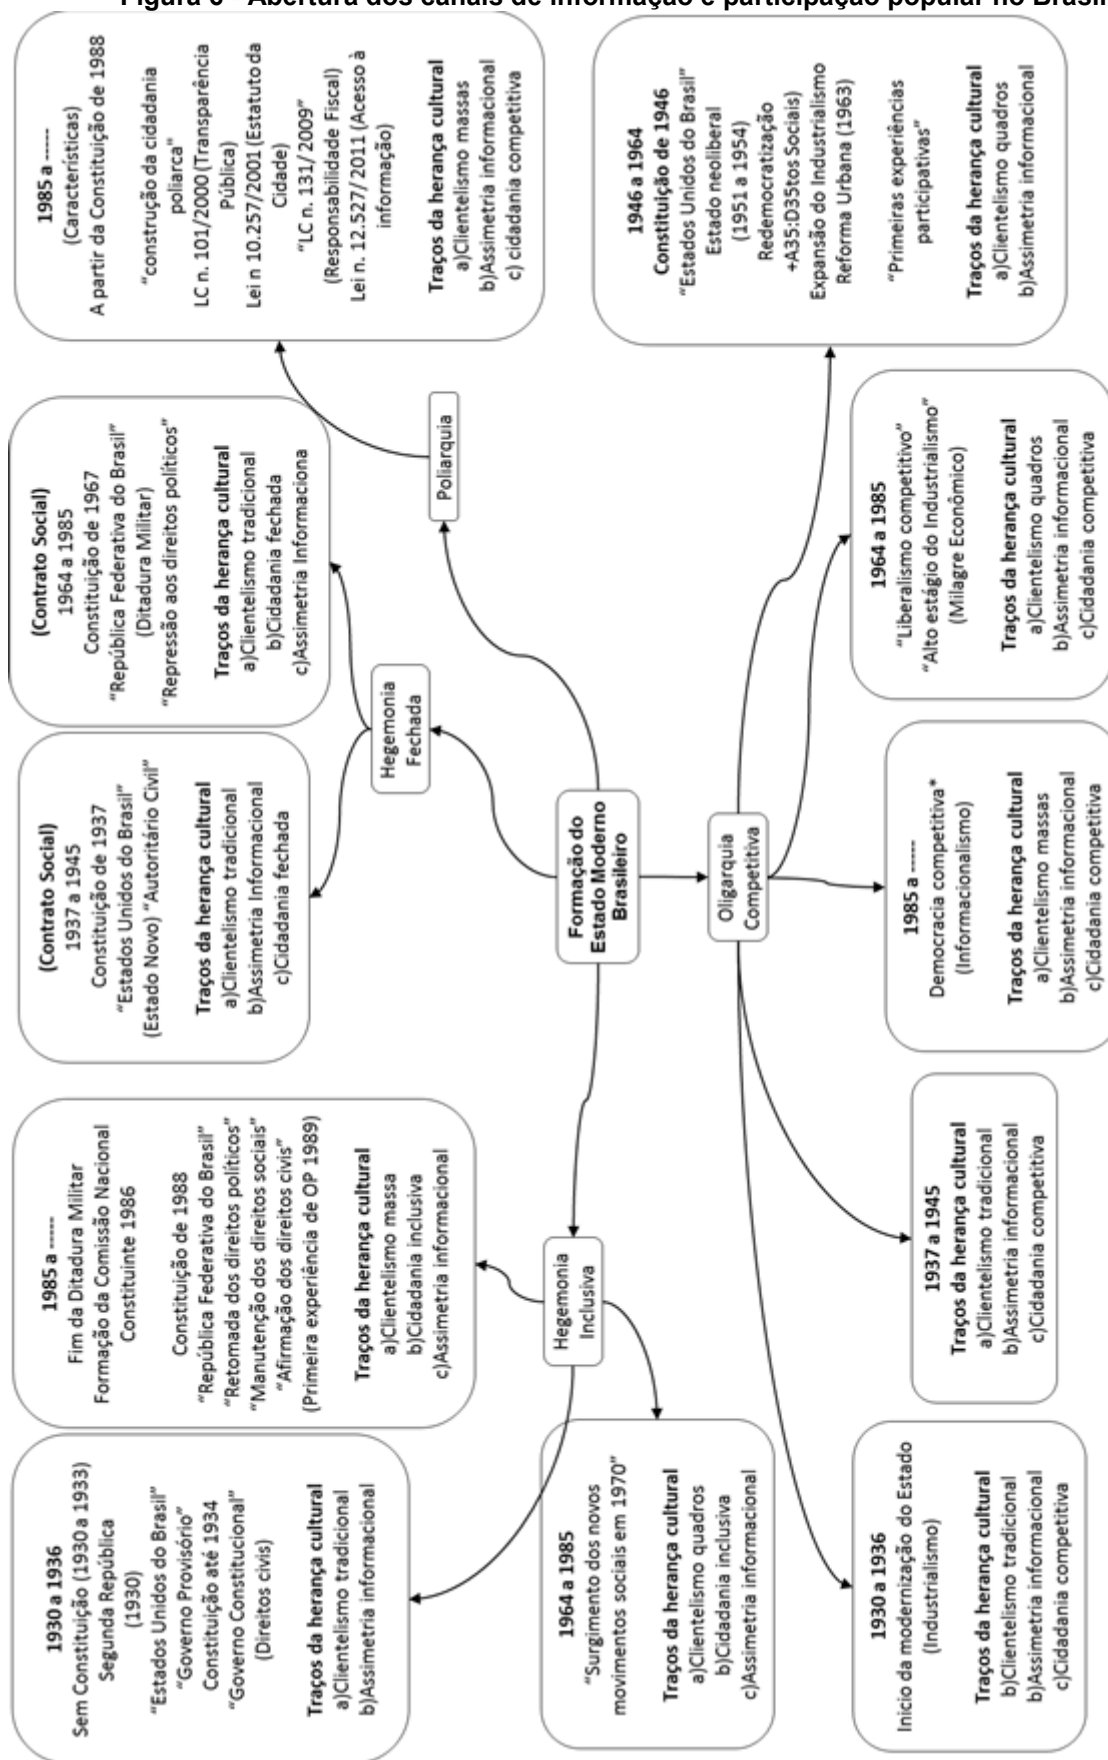 Figura 6 - Abertura dos canais de informação e participação popular no Brasil
1930 a 1936
Sem Constituição (1930 a 1933)
Segunda República
(1930)
“Estados Unidos do Brasil”
“Governo Provisório”
Constituição até 1934
“Governo Constitucional”
(Direitos civis)
Traços da herança cultural
a)Clientelismo tradicional
b)Assimetria informacional
1985 a -----
Fim da Ditadura Militar
Formação da Comissão Nacional
Constituinte 1986
Constituição de 1988
“República Federativa do Brasil”
“Retomada dos direitos políticos”
“Manutenção dos direitos sociais”
“Afirmação dos direitos civis”
(Primeira experiência de OP 1989)
Traços da herança cultural
a)Clientelismo massa
b)Cidadania inclusiva
c)Assimetria informacional
(Contrato Social)
1937 a 1945
Constituição de 1937
“Estados Unidos do Brasil”
(Estado Novo) “Autoritário Civil”
Traços da herança cultural
a)Clientelismo tradicional
b)Assimetria Informacional
c)Cidadania fechada
(Contrato Social)
1964 a 1985
Constituição de 1967
“República Federativa do Brasil”
(Ditadura Militar)
“Repressão aos direitos políticos”
Traços da herança cultural
a)Clientelismo tradicional
b)Cidadania fechada
c)Assimetria Informaciona
1985 a -----
(Características)
A partir da Constituição de 1988
“construção da cidadania
poliarca"
LC n. 101/2000 (Transparência
Pública)
Lei n 10.257/2001 (Estatuto da
Cidade)
“LC n. 131/2009”
(Responsabilidade Fiscal)
Lei n. 12.527/2011 (Acesso à
informação)
Traços da herança cultural
a)Clientelismo massas
b)Assimetria informacional
c) cidadania competitiva
Hegemonia
Inclusiva
Hegemonia
Fechada
Poliarquia
Formação do
Estado Moderno
Brasileiro
Oligarquia
Competitiva
1964 a 1985
“Surgimento dos novos
movimentos sociais em 1970”
Traços da herança cultural
a)Clientelismo quadros
b)Cidadania inclusiva
c)Assimetria informacional
1930 a 1936
Inicio da modernização do Estado
(Industrialismo)
Traços da herança cultural
b)Clientelismo tradicional
b)Assimetria informacional
c)Cidadania competitiva
1937 a 1945
Traços da herança cultural
a)Clientelismo tradicional
b)Assimetria informacional
c)Cidadania competitiva
1985 a -----
Democracia competitiva*
(Informacionalismo)
Traços da herança cultural
a)Clientelismo massas
b)Assimetria informacional
c)Cidadania competitiva
1964 a 1985
“Liberalismo competitivo”
“Alto estágio do Industrialismo”
(Milagre Econômico)
Traços da herança cultural
a)Clientelismo quadros
b)Assimetria informacional
c)Cidadania competitiva
1946 a 1964
Constituição de 1946
“Estados Unidos do Brasil”
Estado neoliberal
(1951 a 1954)
Redemocratização
+A35:D35tos Sociais)
Expansão do Industrialismo
Reforma Urbana (1963)
“Primeiras experiências
participativas”
Traços da herança cultural
a)Clientelismo quadros
b)Assimetria informacional